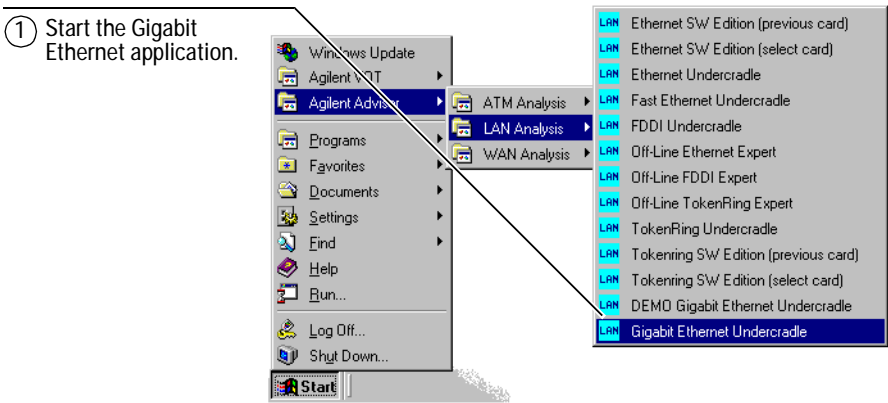 1 Start the Gigabit
Ethernet application.
Windows Update
Agilent VQT
Agilent Advisor
Programs
Favorites
Documents
Settings
Find
Help
Run...
Log Off...
Shut Down...
Start
ATM Analysis
LAN Analysis
WAN Analysis
LAN Ethernet SW Edition (previous card)
LAN Ethernet SW Edition (select card)
LAN Ethernet Undercradle
LAN Fast Ethernet Undercradle
LAN FDDI Undercradle
LAN Off-Line Ethernet Expert
LAN Off-Line FDDI Expert
LAN Off-Line TokenRing Expert
LAN TokenRing Undercradle
LAN Tokenring SW Edition (previous card)
LAN Tokenring SW Edition (select card)
LAN DEMO Gigabit Ethernet Undercradle
LAN Gigabit Ethernet Undercradle